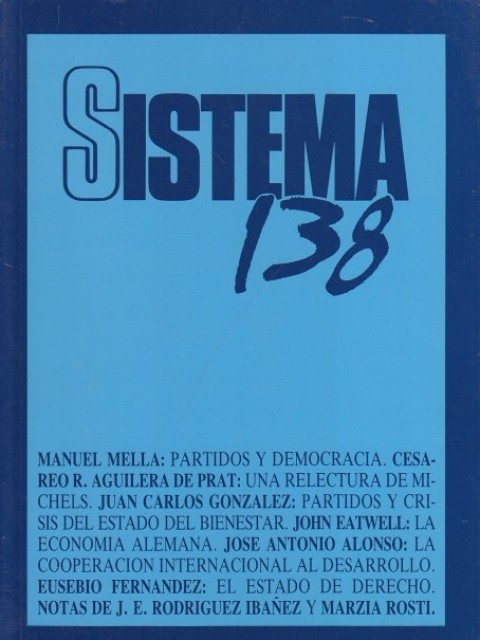 SISTEMA
138
MANUEL MELLA: PARTIDOS Y DEMOCRACIA. CESA-
REO R. AGUILERA DE PRAT: UNA RELECTURA DE MI-
CHELS. JUAN CARLOS GONZALEZ: PARTIDOS Y CRI-
SIS DEL ESTADO DEL BIENESTAR. JOHN EATWELL: LA
ECONOMIA ALEMANA. JOSE ANTONIO ALONSO: LA
COOPERACION INTERNACIONAL AL DESARROLLO.
EUSEBIO FERNANDEZ: EL ESTADO DE DERECHO.
NOTAS DE J. E. RODRIGUEZ IBAÑEZ Y MARZIA ROSTI.